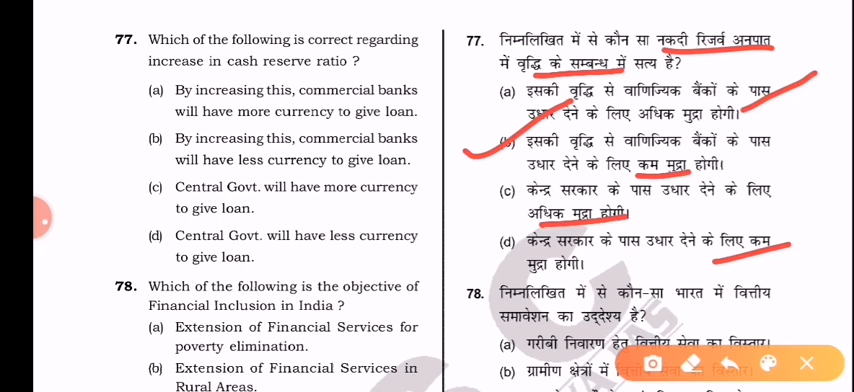 77. Which of the following is correct regarding
increase in cash reserve ratio ?
(a) By increasing this, commercial banks
will have more currency to give loan.
(b) By increasing this, commercial banks
will have less currency to give loan.
(c) Central Govt. will have more currency
to give loan.
(d) Central Govt. will have less currency
to give loan.
78. Which of the following is the objective of
Financial Inclusion in India ?
(a) Extension of Financial Services for
poverty elimination.
(b) Extension of Financial Services in
Rural Areas.
77. निम्नलिखित में से कौन सा नकदी रिजर्व अनपात
में वृद्धि के सम्बन्ध में सत्य है?
(a) इसकी वृद्धि से वाणिज्यिक बैंकों के पास
उधार देने के लिए अधिक मुद्रा होगी।
(b) इसकी वृद्धि से वाणिज्यिक बैंकों के पास
उधार देने के लिए कम मुद्रा होगी।
(c) केन्द्र सरकार के पास उधार देने के लिए
अधिक मुद्रा होगी।
(d) केन्द्र सरकार के पास उधार देने के लिए कम
मुद्रा होगी।
78. निम्नलिखित में से कौन-सा भारत में वित्तीय
समावेशन का उद्देश्य है?
(a) गरीबी निवारण हेतु वित्तीय सेवा का विस्तार।
(b) ग्रामीण क्षेत्रों में